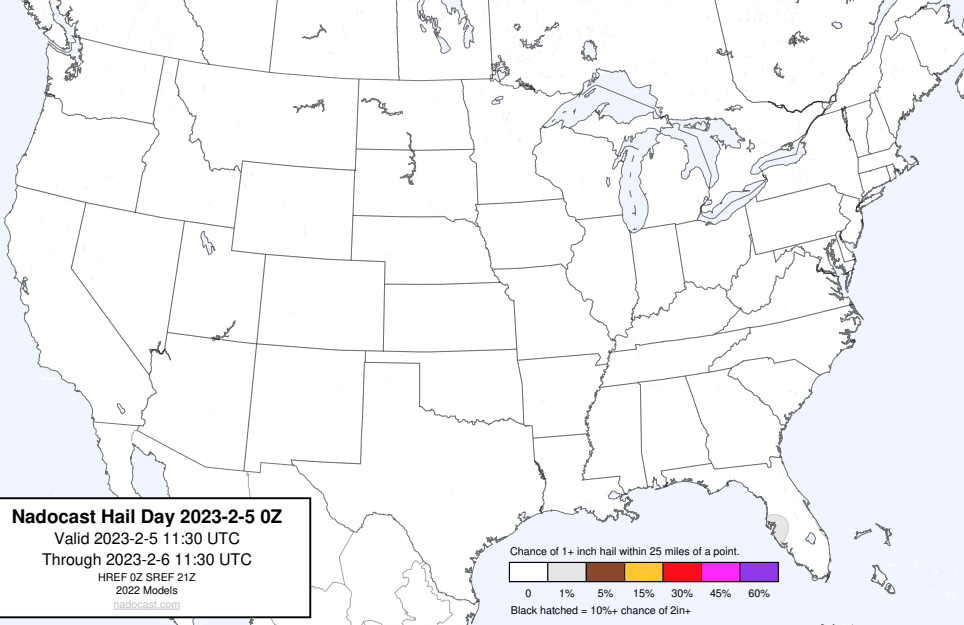 Nadocast Hail Day 2023-2-5 0Z
Valid 2023-2-5 11:30 UTC
Through 2023-2-6 11:30 UTC
HREF 0Z SREF 21Z
2022 Models
nadocast.com
Chance of 1+ inch hail within 25 miles of a point.
0 1% 5% 15% 30% 45% 60%
Black hatched = 10%+ chance of 2in+